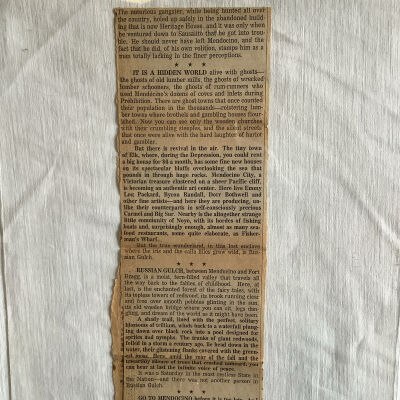 The notorious gangster, while being hunted all over
the country, holed up safely in the abandoned build-
ing that is now Heritage House, and it was only when
he ventured down to Sausalito that he got into trou-
ble. He should never have left Mendocino, and the
fact that he did, of his own volition, stamps him as a
man totally lacking in the finer perceptions.
★ ★ ★
IT IS A HIDDEN WORLD alive with ghosts—
the ghosts of old lumber mills, the ghosts of wrecked
lumber schooners, the ghosts of rum-runners who
used Mendocino's dozens of coves and inlets during
Prohibition. There are ghost towns that once counted
their population in the thousands—roistering lum-
ber towns where brothels and gambling houses flour-
ished. Now you can see only the wooden churches
with their crumbling steeples, and the silent streets
that once were alive with the hard laughter of harlot
and gambler.
But there is revival in the air. The tiny town
of Elk, where, during the Depression, you could rent
a big house for $4 a month, has some fine new houses
on its spectacular bluffs overlooking the sea that
pounds in through huge rocks. Mendocino City, a
Victorian treasure clustered on a sheer Pacific cliff,
is becoming an authentic art center. Here live Emmy
Lou Packard, Byron Randall, Dorr Bothwell and
other fine artists—and here they are producing, un-
like their counterparts in self-consciously precious
Carmel and Big Sur. Nearby is the altogether strange
little community of Noyo, with its hordes of fishing
boats and, surprisingly enough, almost as many sea-
food restaurants, some quite elaborate, as Fisher-
man's Wharf.
But the true wonderland, in this last enclave
where the iris and the calla lilies grow wild, is Rus-
sian Gulch.
★ ★ ★
RUSSIAN GULCH, between Mendocino and Fort
Bragg, is a moist, fern-filled valley that travels all
the way back to the fables of childhood. Here, at
last, is the enchanted forest of the fairy tales, with
its topless towers of redwood, its brook running clear
and true over smooth pebbles glinting in the sun,
its old wooden bridge where you can sit, legs dan-
gling, and dream of the world as it might have been.
A shady trail, lined with the perfect, solitary
blossoms of trillium, winds back to a waterfall plung-
ing down over black rock into a pool designed for
sprites and nymphs. The trunks of giant redwoods,
felled in a storm a century ago, lie head down in the
water, their glistening flanks covered with the green-
est moss. Here, amid the roar of the fall and the
unearthly silence of trees that crashed unheard, you
can hear at last the infinite voice of peace.
It was a Saturday in the most restless State in
the Nation—and there was not another person in
Russian Gulch.
★ ★ ★
GO TO MENDOCINO before it is too late.